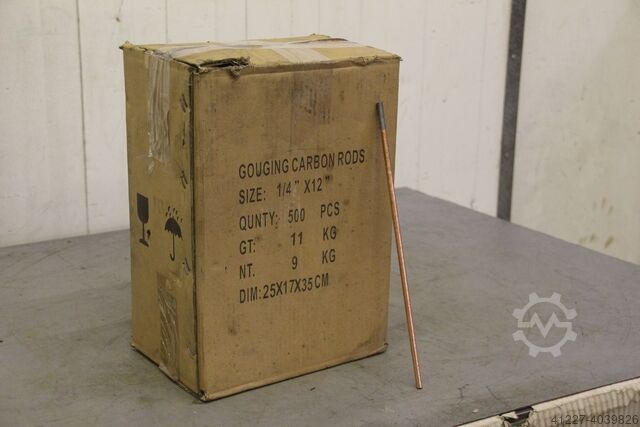 GOUGING CARBON RODS
SIZE: 1/4" X12"
QUNTY: 500 PCS
GT: 11 KG
NT. 9 KG
DIM:25X17X35CM
41227-4039826